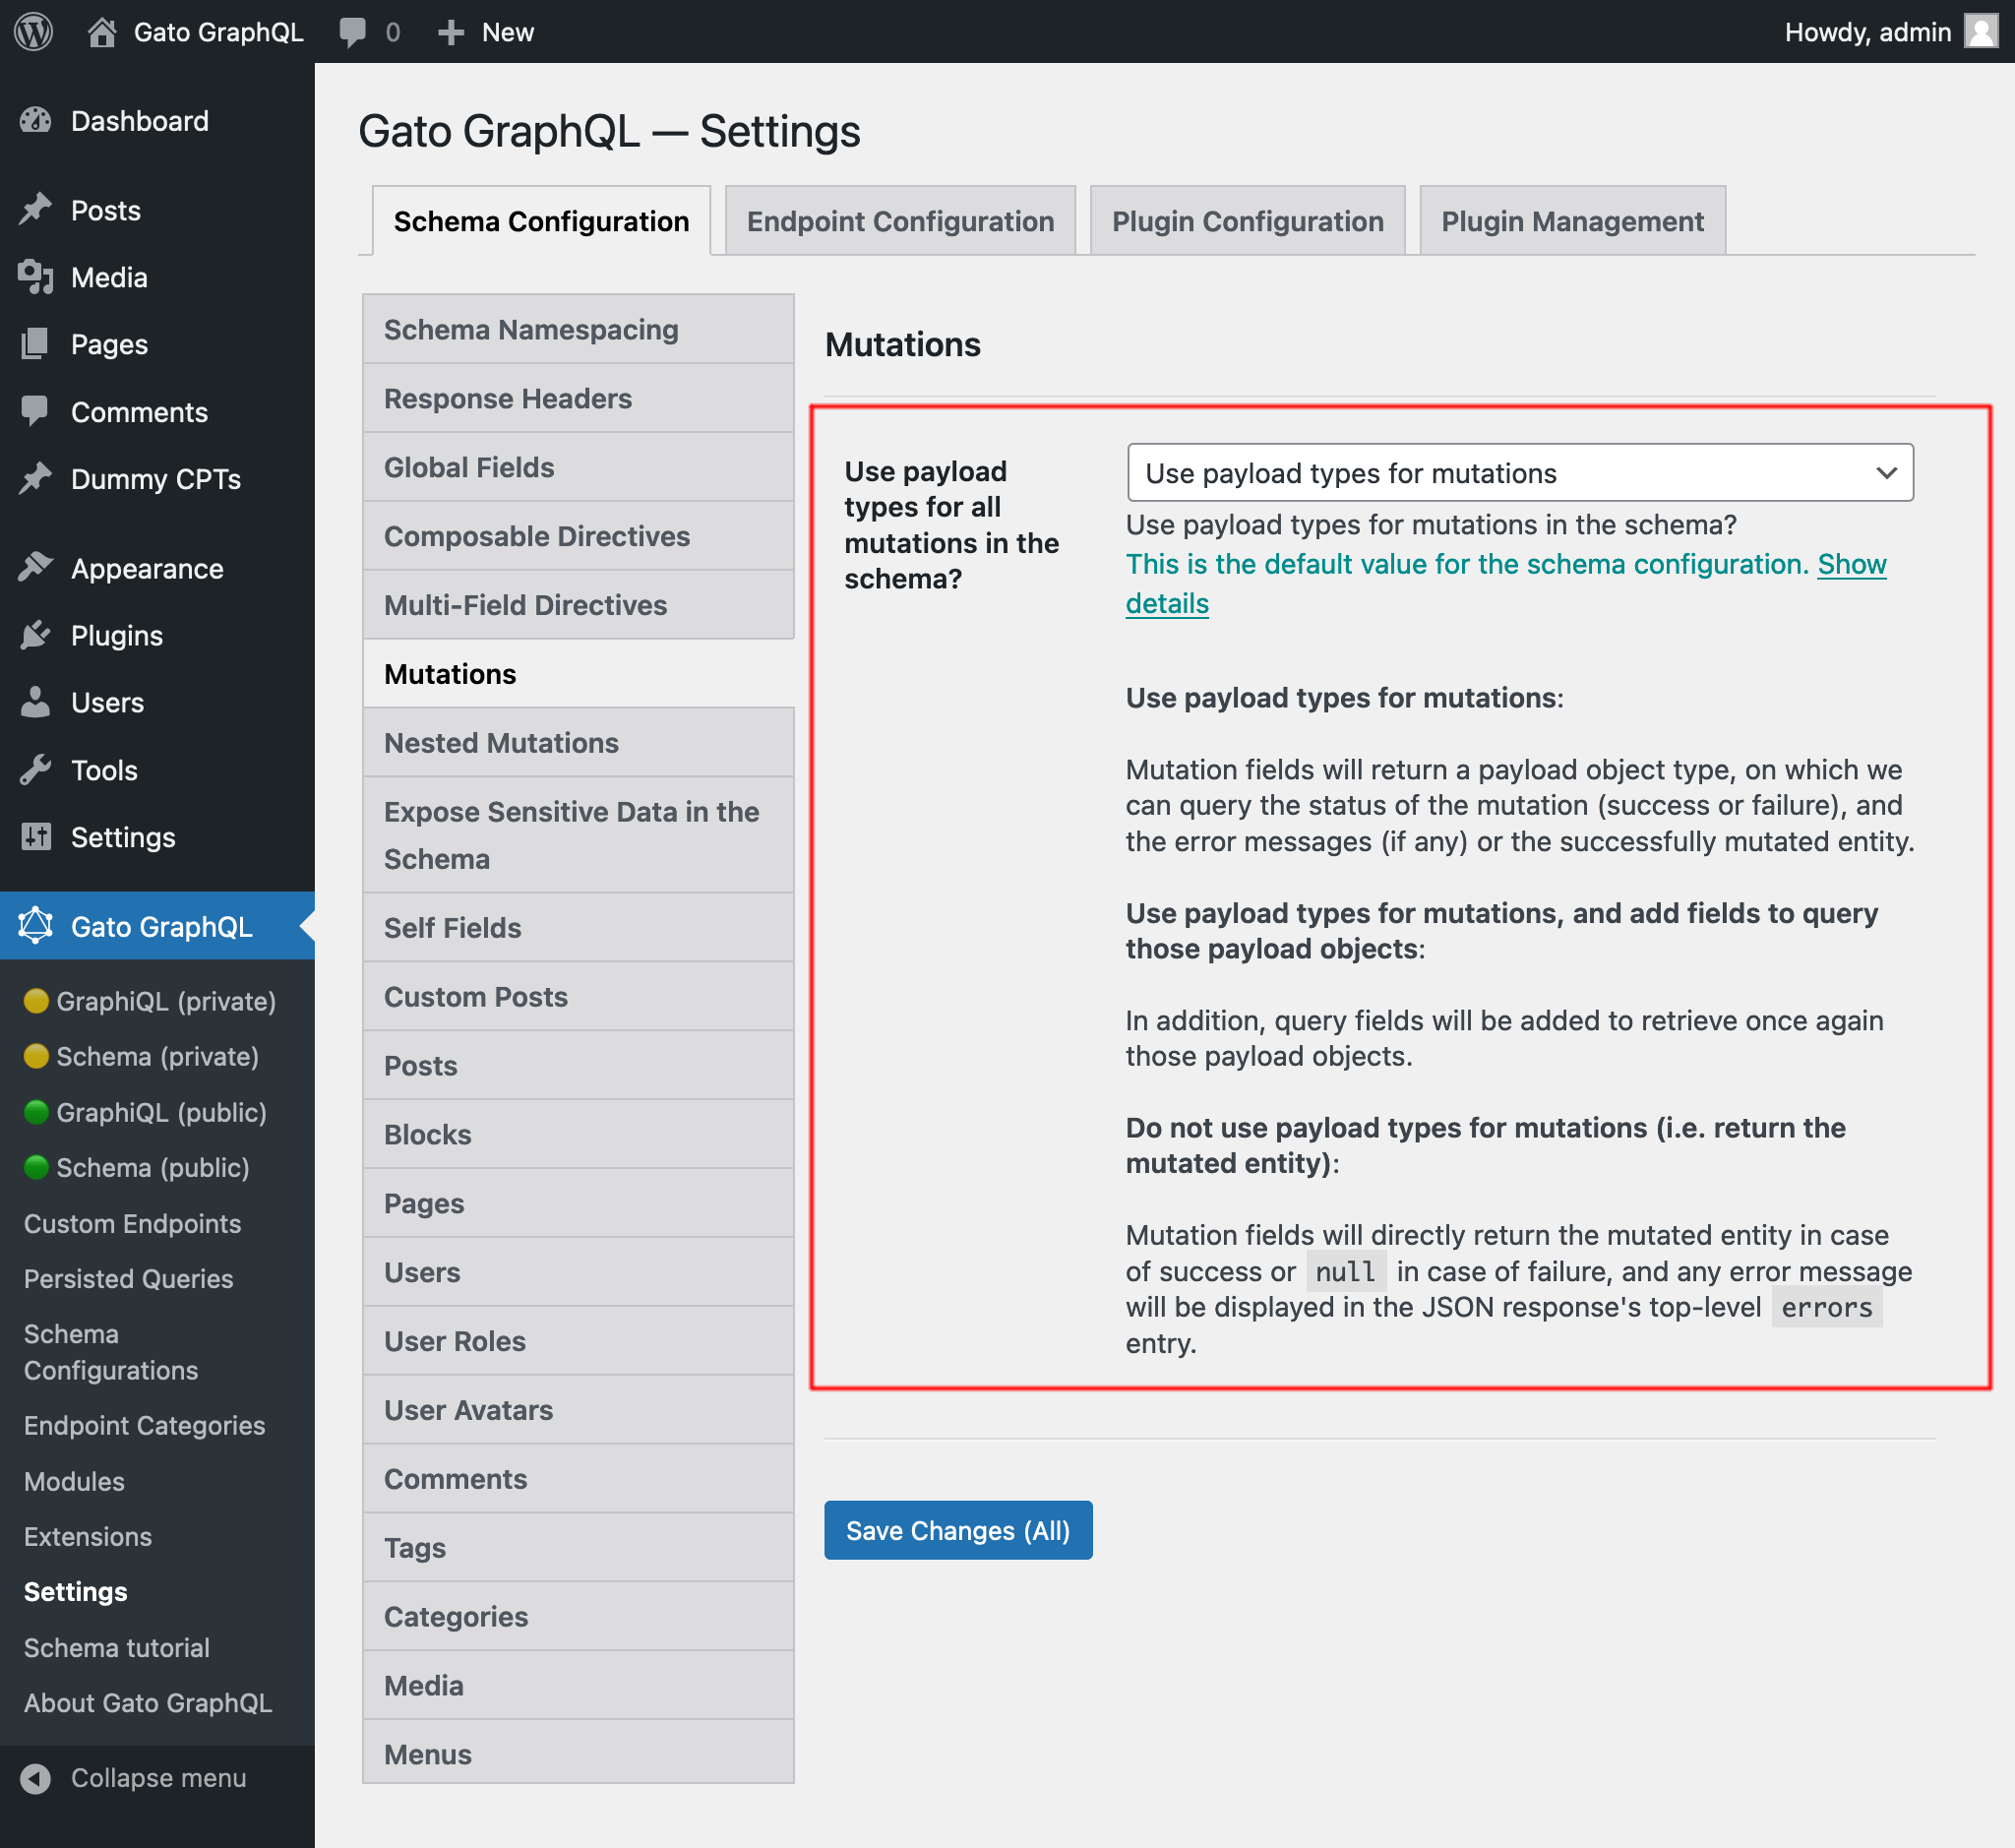 Gato GraphQL
0
New
Howdy, admin
Dashboard
Posts
Media
Pages
Comments
Dummy CPTs
Appearance
Plugins
Users
Tools
Settings
Gato GraphQL
GraphiQL (private)
Schema (private)
GraphiQL (public)
Schema (public)
Custom Endpoints
Persisted Queries
Schema
Configurations
Endpoint Categories
Modules
Extensions
Settings
Schema tutorial
About Gato GraphQL
Collapse menu
Gato GraphQL — Settings
Schema Configuration
Endpoint Configuration
Plugin Configuration
Plugin Management
Schema Namespacing
Response Headers
Global Fields
Composable Directives
Multi-Field Directives
Mutations
Nested Mutations
Expose Sensitive Data in the
Schema
Self Fields
Custom Posts
Posts
Blocks
Pages
Users
User Roles
User Avatars
Comments
Tags
Categories
Media
Menus
Mutations
Use payload
types for all
mutations in the
schema?
Use payload types for mutations
Use payload types for mutations in the schema?
This is the default value for the schema configuration. Show
details
Use payload types for mutations:
Mutation fields will return a payload object type, on which we
can query the status of the mutation (success or failure), and
the error messages (if any) or the successfully mutated entity.
Use payload types for mutations, and add fields to query
those payload objects:
In addition, query fields will be added to retrieve once again
those payload objects.
Do not use payload types for mutations (i.e. return the
mutated entity):
Mutation fields will directly return the mutated entity in case
of success or null in case of failure, and any error message
will be displayed in the JSON response's top-level errors
entry.
Save Changes (All)